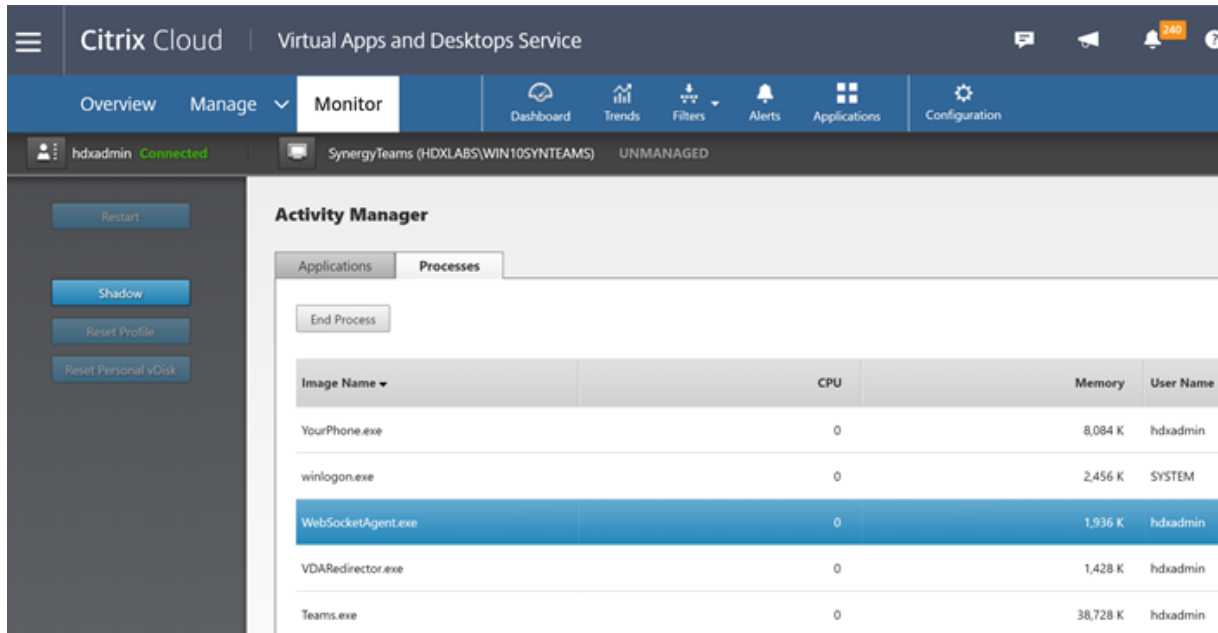 Citrix Cloud | Virtual Apps and Desktops Service 240 ?
Overview Manage Monitor Dashboard Trends Filters Alerts Applications Configuration
hdxadmin Connected SynergyTeams (HDXLABS\WIN10SYNTEAMS) UNMANAGED
Restart
Shadow
Reset Profile
Reset Personal vDisk
Activity Manager
Applications Processes
End Process
Image Name CPU Memory User Name
YourPhone.exe 0 8,084 K hdxadmin
winlogon.exe 0 2,456 K SYSTEM
WebSocketAgent.exe 0 1,936 K hdxadmin
VDARedirector.exe 0 1,428 K hdxadmin
Teams.exe 0 38,728 K hdxadmin